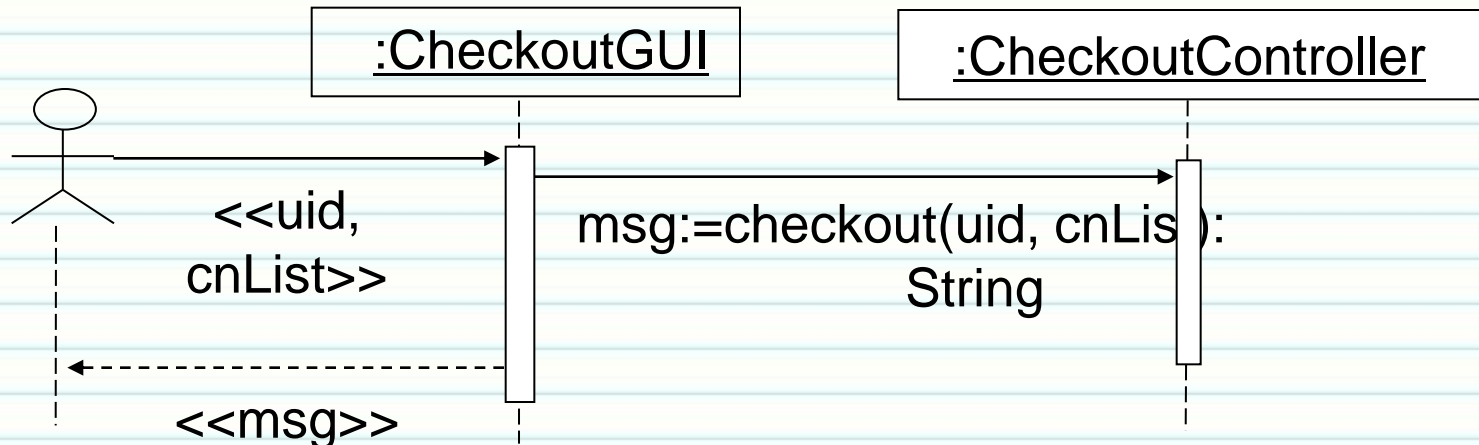 :CheckoutGUI
:CheckoutController
<<uid,
cnList>>
msg:=checkout(uid, cnList):
String
<<msg>>